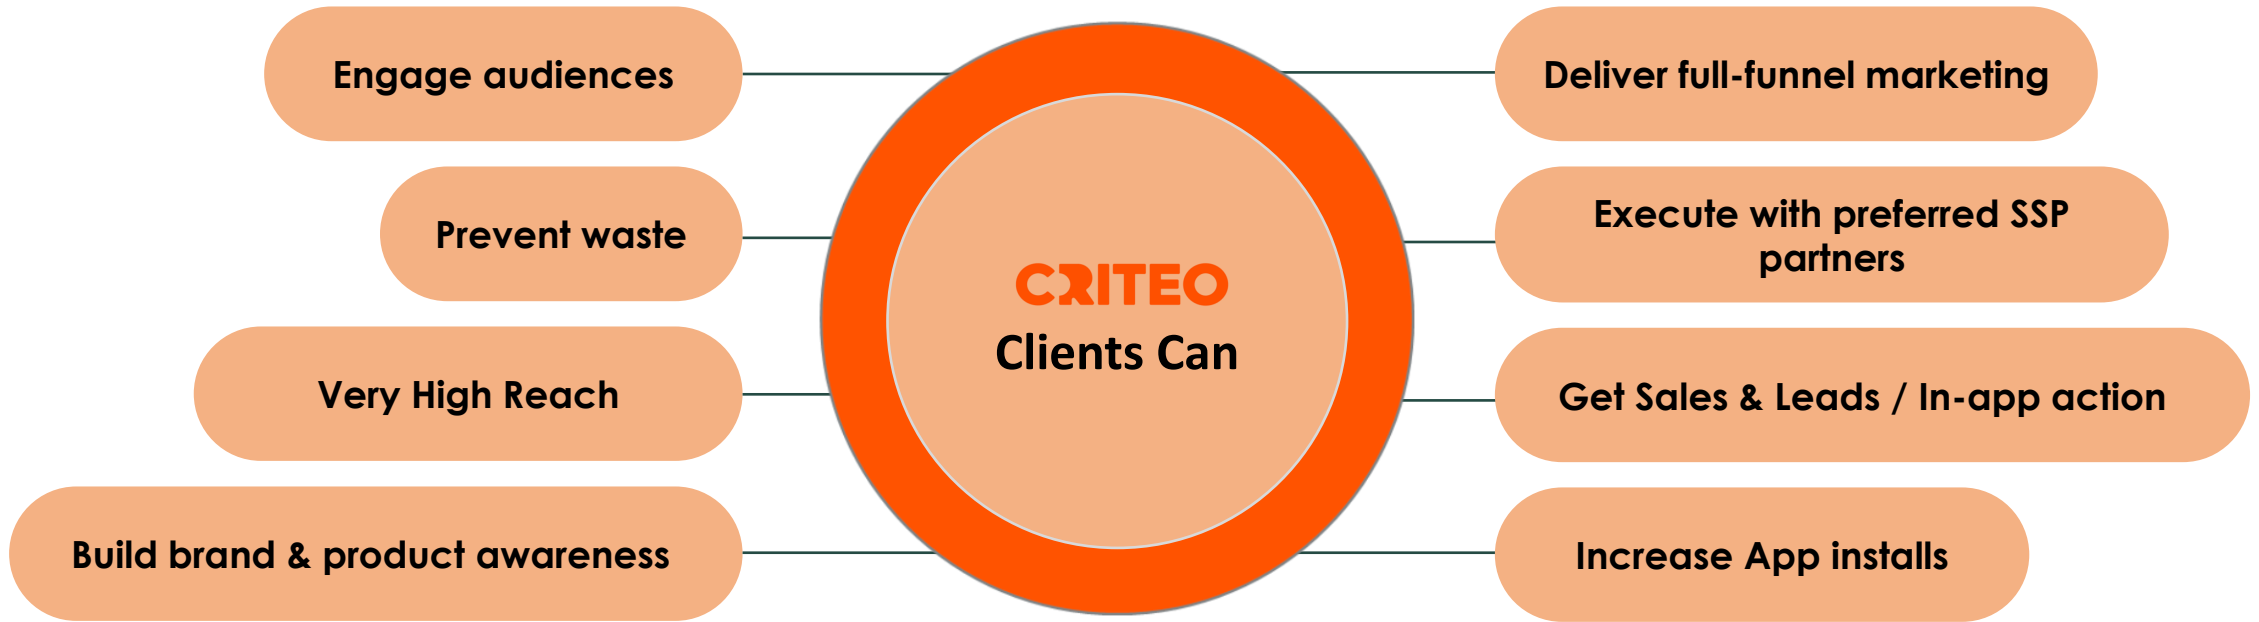 Engage audiences
Prevent waste
Very High Reach
Build brand & product awareness
CRITEO
Clients Can
Deliver full-funnel marketing
Execute with preferred SSP
partners
Get Sales & Leads / In-app action
Increase App installs